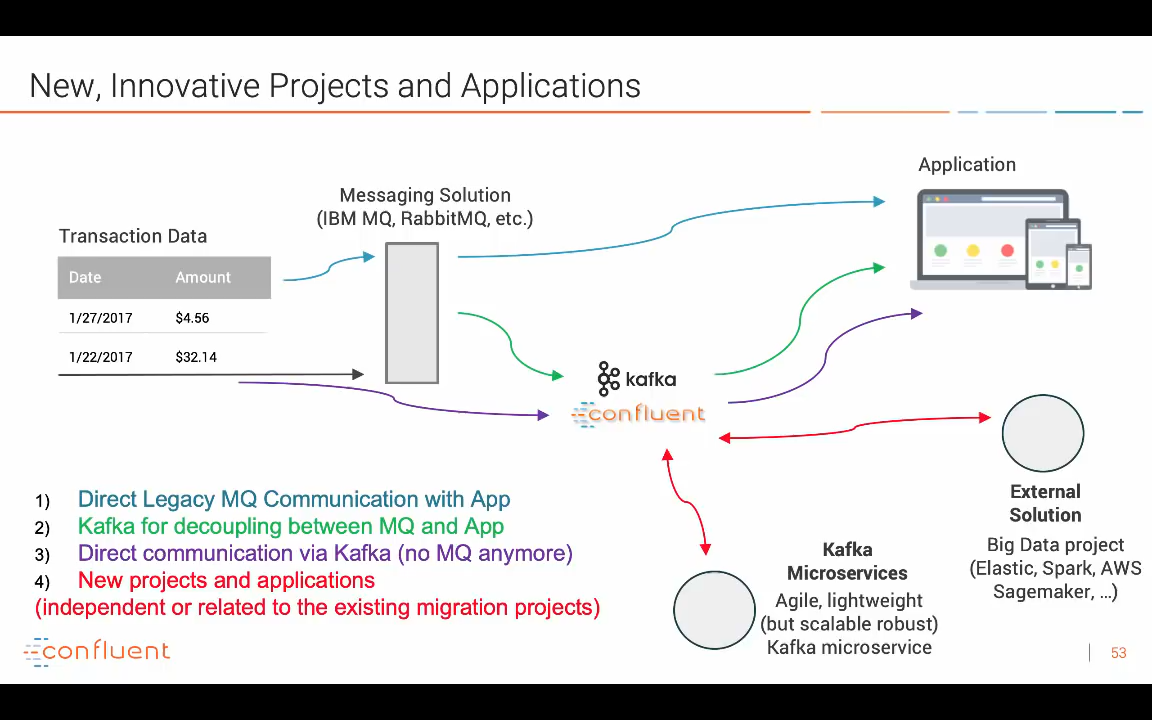 New, Innovative Projects and Applications
Application
Messaging Solution
(IBM MQ, RabbitMQ, etc.)
Transaction Data
Date Amount
1/27/2017 $4.56
1/22/2017 $32.14
kafka
confluent
1) Direct Legacy MQ Communication with App
2) Kafka for decoupling between MQ and App
3) Direct communication via Kafka (no MQ anymore)
4) New projects and applications
(independent or related to the existing migration projects)
Kafka
Microservices
Agile, lightweight
(but scalable robust)
Kafka microservice
External
Solution
Big Data project
(Elastic, Spark, AWS
Sagemaker, ...)
confluent
53